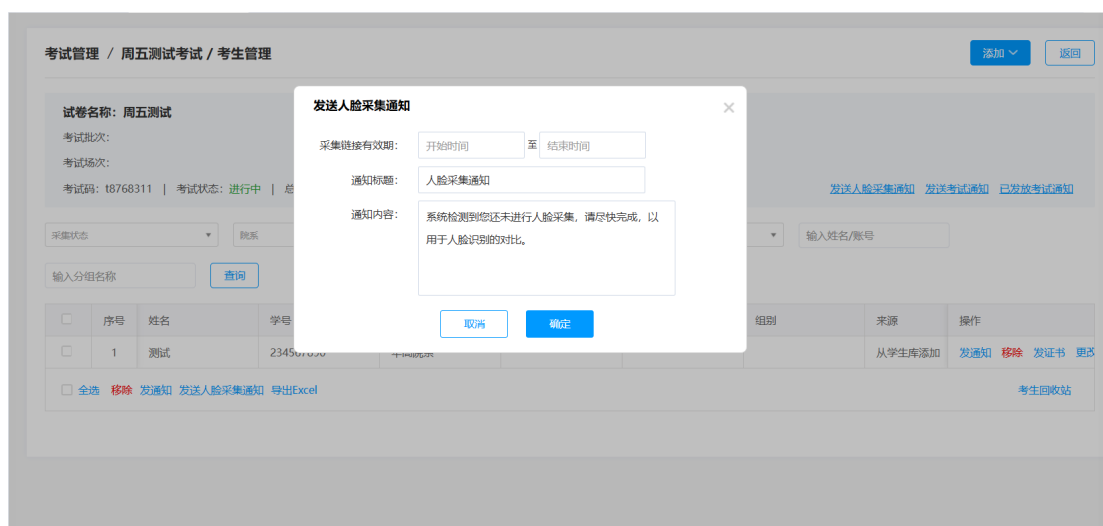 考试管理 / 周五测试考试 / 考生管理
添加
返回
试卷名称：周五测试
考试批次：
考试场次：
考试码：t8768311 | 考试状态：进行中 | 总
发送人脸采集通知 发送考试通知 已发放考试通知
采集状态
院系
输入姓名/账号
输入分组名称
查询
序号 姓名 学号 组别 来源 操作
1 测试 从学生库添加 发通知 移除 发证书 更改
全选 移除 发通知 发送人脸采集通知 导出Excel
考生回收站
发送人脸采集通知
采集链接有效期： 开始时间 至 结束时间
通知标题： 人脸采集通知
通知内容： 系统检测到您还未进行人脸采集，请尽快完成，以
用于人脸识别的对比。
取消 确定